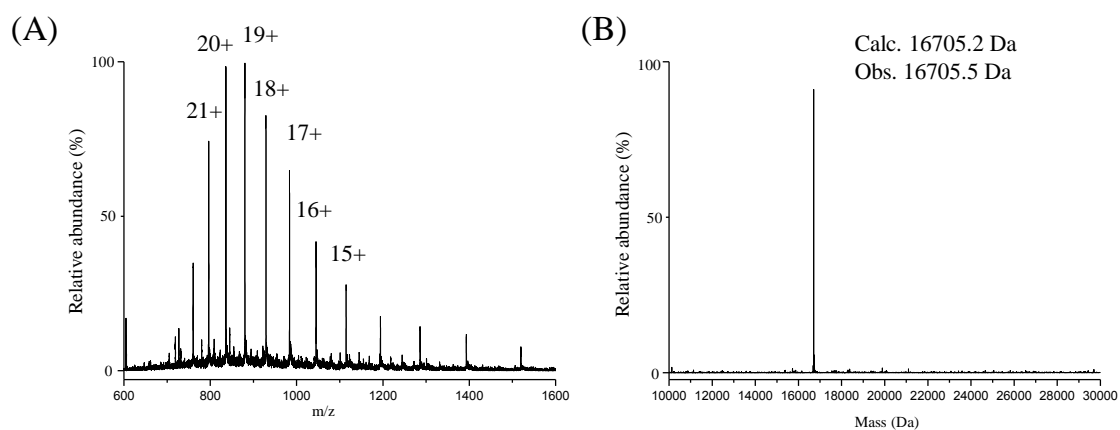 (A)
20+ 19+
21+
18+
17+
16+
15+
100
50
0
Relative abundance (%)
600 800 1000 1200 1400 1600
m/z
(B)
Calc. 16705.2 Da
Obs. 16705.5 Da
100
50
0
Relative abundance (%)
10000 12000 14000 16000 18000 20000 22000 24000 26000 28000 30000
Mass (Da)